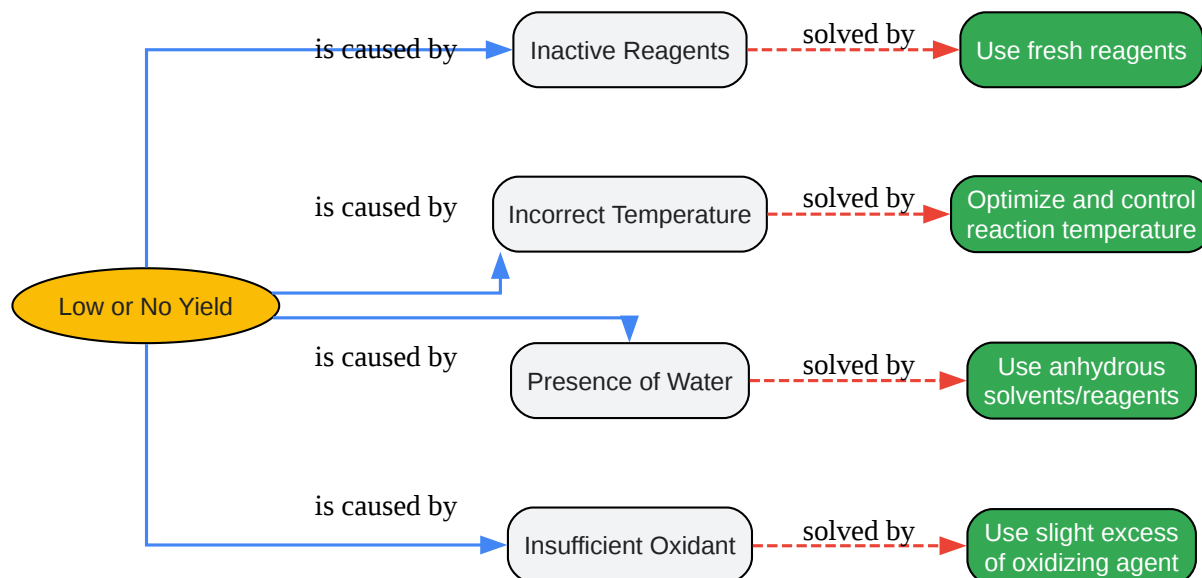 is caused by
Inactive Reagents
solved by
Use fresh reagents
is caused by
Incorrect Temperature
solved by
Optimize and control
reaction temperature
Low or No Yield
is caused by
Presence of Water
solved by
Use anhydrous
solvents/reagents
is caused by
Insufficient Oxidant
solved by
Use slight excess
of oxidizing agent